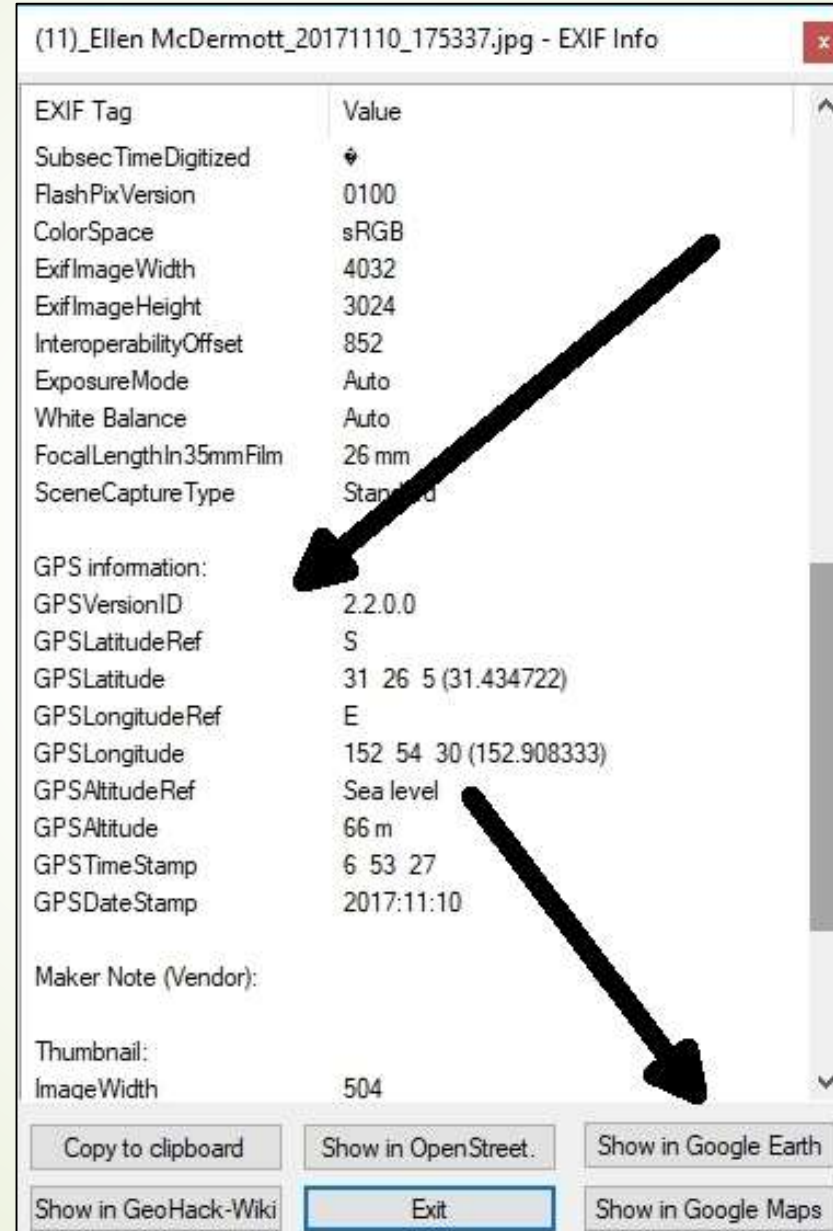 (11)_Ellen McDermott_20171110_175337.jpg - EXIF Info
x
EXIF Tag Value
SubsecTimeDigitized �
FlashPixVersion 0100
ColorSpace sRGB
ExifImageWidth 4032
ExifImageHeight 3024
InteroperabilityOffset 852
ExposureMode Auto
White Balance Auto
FocalLengthIn35mmFilm 26 mm
SceneCaptureType Standard
GPS information:
GPSVersionID 2.2.0.0
GPSLatitudeRef S
GPSLatitude 31 26 5 (31.434722)
GPSLongitudeRef E
GPSLongitude 152 54 30 (152.908333)
GPSAltitudeRef Sea level
GPSAltitude 66 m
GPSTimeStamp 6 53 27
GPSDateStamp 2017:11:10
Maker Note (Vendor):
Thumbnail:
ImageWidth 504
Copy to clipboard Show in OpenStreet. Show in Google Earth
Show in GeoHack-Wiki Exit Show in Google Maps